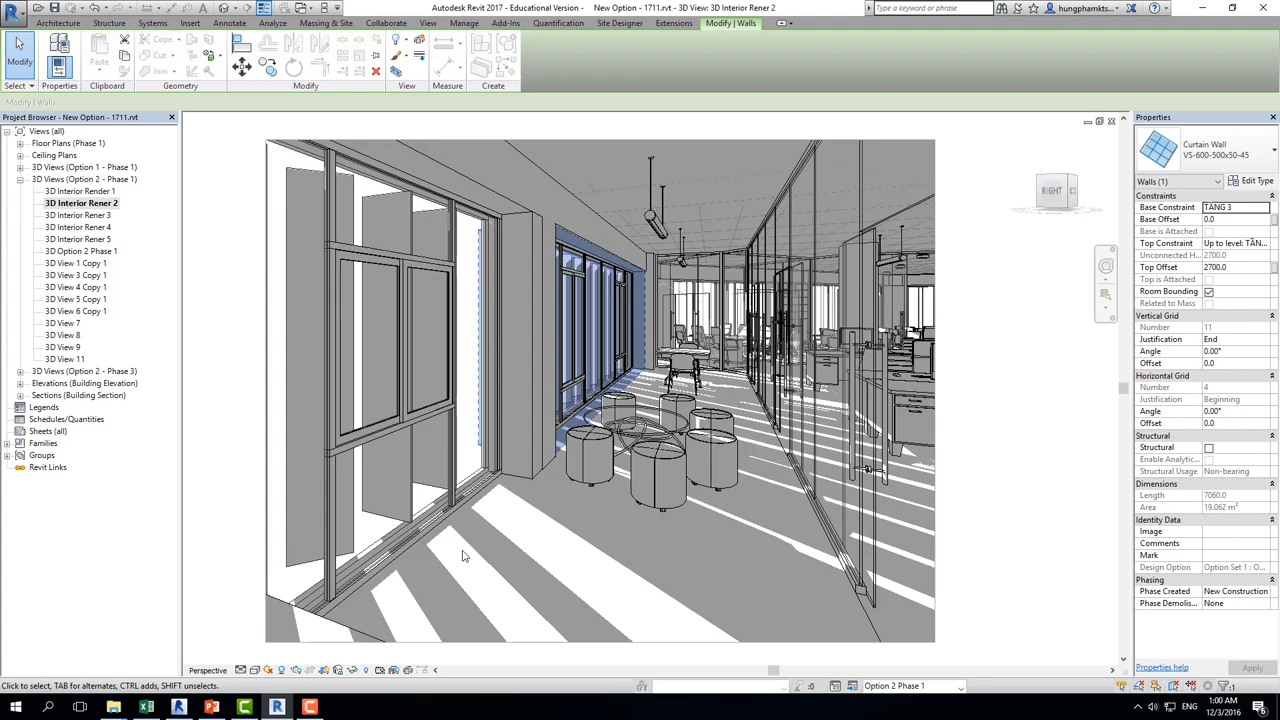 Autodesk Revit 2017 - Educational Version - New Option - 1711.rvt - 3D View: 3D Interior Rener 2
Type a keyword or phrase
hungphamkts...
Architecture Structure Systems Insert Annotate Analyze Massing & Site Collaborate View Manage Add-Ins Quantification Site Designer Extensions Modify | Walls
Modify
Paste
Cope
Cut
Join
Select Properties Clipboard Geometry Modify View Measure Create
Modify | Walls
Project Browser - New Option - 1711.rvt
Views (all)
Floor Plans (Phase 1)
Ceiling Plans
3D Views (Option 1 - Phase 1)
3D Views (Option 2 - Phase 1)
3D Interior Render 1
3D Interior Rener 2
3D Interior Rener 3
3D Interior Rener 4
3D Interior Rener 5
3D Option 2 Phase 1
3D View 1 Copy 1
3D View 3 Copy 1
3D View 4 Copy 1
3D View 5 Copy 1
3D View 6 Copy 1
3D View 7
3D View 8
3D View 9
3D View 11
3D Views (Option 2 - Phase 3)
Elevations (Building Elevation)
Sections (Building Section)
Legends
Schedules/Quantities
Sheets (all)
Families
Groups
Revit Links
RIGHT
Properties
Curtain Wall
VS-600-500x50-45
Walls (1)
Edit Type
Constraints
Base Constraint TẦNG 3
Base Offset 0.0
Base is Attached
Top Constraint Up to level: TẦN...
Unconnected H... 2700.0
Top Offset 2700.0
Top is Attached
Room Bounding
Related to Mass
Vertical Grid
Number 11
Justification End
Angle 0.00°
Offset 0.0
Horizontal Grid
Number 4
Justification Beginning
Angle 0.00°
Offset 0.0
Structural
Structural
Enable Analytic...
Structural Usage Non-bearing
Dimensions
Length 7060.0
Area 19.062 m²
Identity Data
Image
Comments
Mark
Design Option Option Set 1 : O...
Phasing
Phase Created New Construction
Phase Demolis... None
Properties help
Apply
Perspective
Click to select, TAB for alternates, CTRL adds, SHIFT unselects.
:0
Option 2 Phase 1
:1
ENG
1:00 AM
12/3/2016